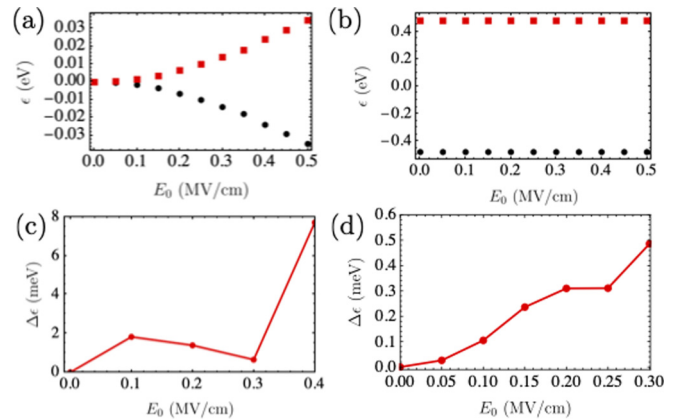 (a)
0.03
0.02
0.01
0.00
−0.01
−0.02
−0.03
ϵ (eV)
0.0 0.1 0.2 0.3 0.4 0.5
E₀ (MV/cm)
(b)
0.4
0.0
−0.4
ϵ (eV)
0.0 0.1 0.2 0.3 0.4 0.5
E₀ (MV/cm)
(c)
8
6
4
2
0
Δϵ (meV)
0.0 0.1 0.2 0.3 0.4
E₀ (MV/cm)
(d)
0.6
0.5
0.4
0.3
0.2
0.1
0.0
Δϵ (meV)
0.00 0.05 0.10 0.15 0.20 0.25 0.30
E₀ (MV/cm)